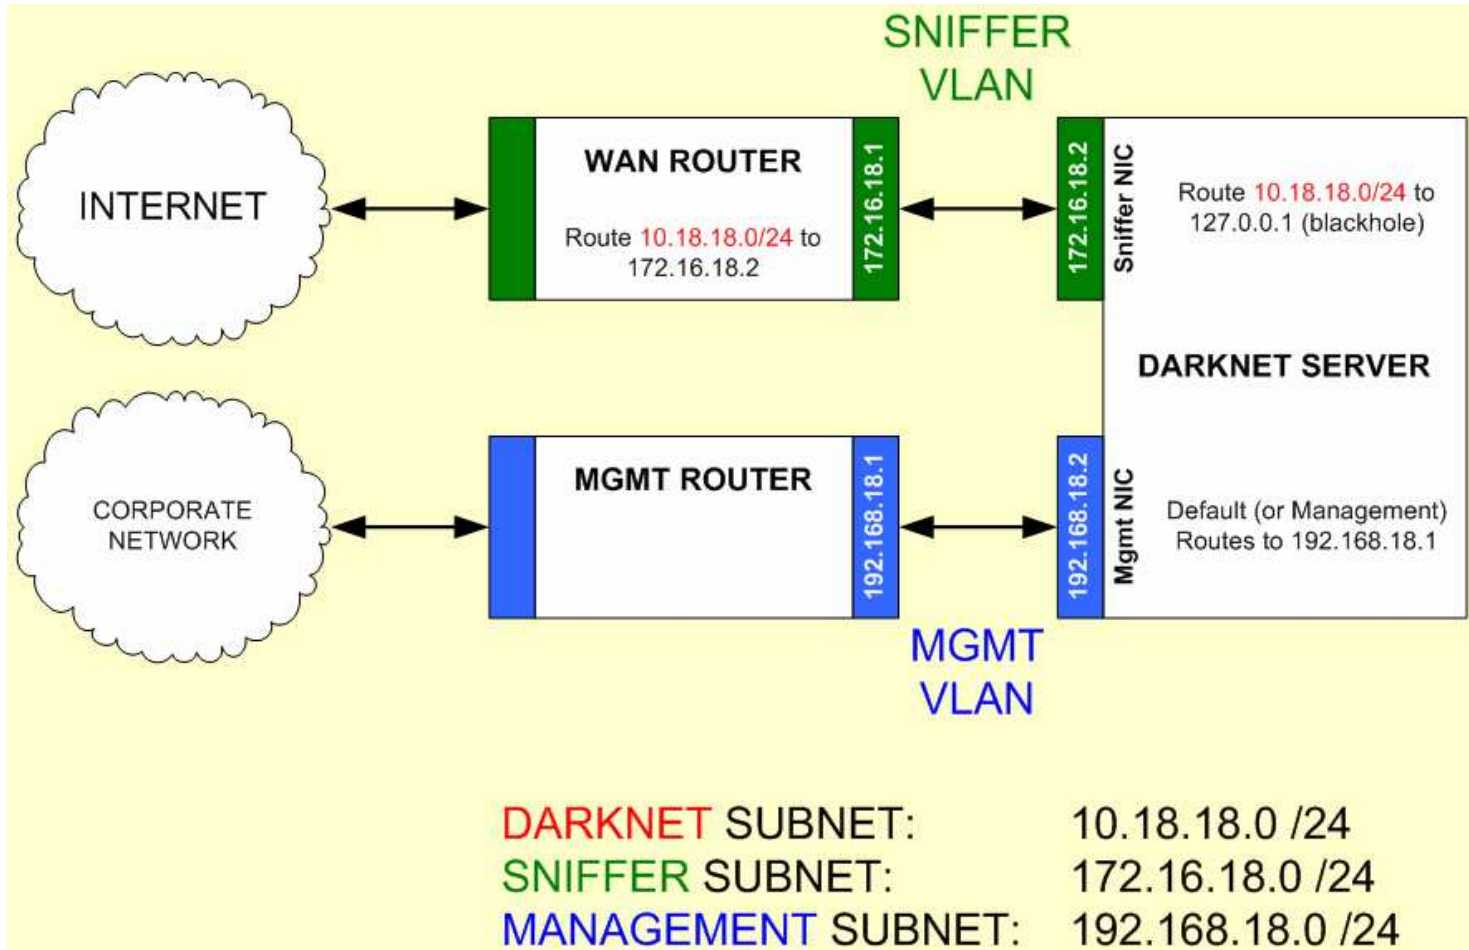 SNIFFER
VLAN
INTERNET
WAN ROUTER
Route 10.18.18.0/24 to
172.16.18.2
172.16.18.1
172.16.18.2
Sniffer NIC
Route 10.18.18.0/24 to
127.0.0.1 (blackhole)
DARKNET SERVER
CORPORATE
NETWORK
MGMT ROUTER
192.168.18.1
192.168.18.2
Mgmt NIC
Default (or Management)
Routes to 192.168.18.1
MGMT
VLAN
DARKNET SUBNET: 10.18.18.0 /24
SNIFFER SUBNET: 172.16.18.0 /24
MANAGEMENT SUBNET: 192.168.18.0 /24